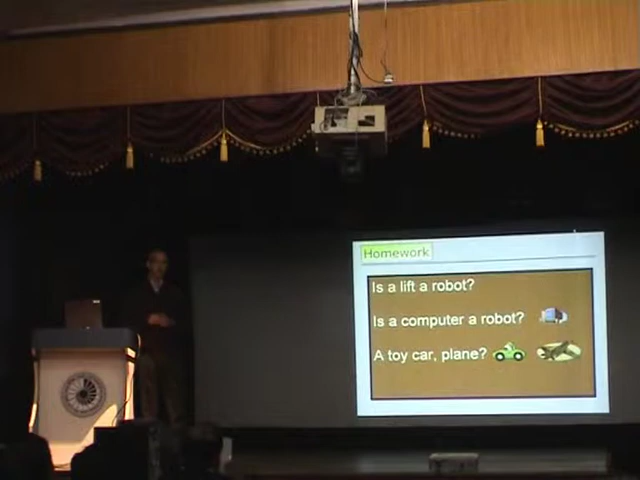 Homework
Is a lift a robot?
Is a computer a robot?
A toy car, plane?